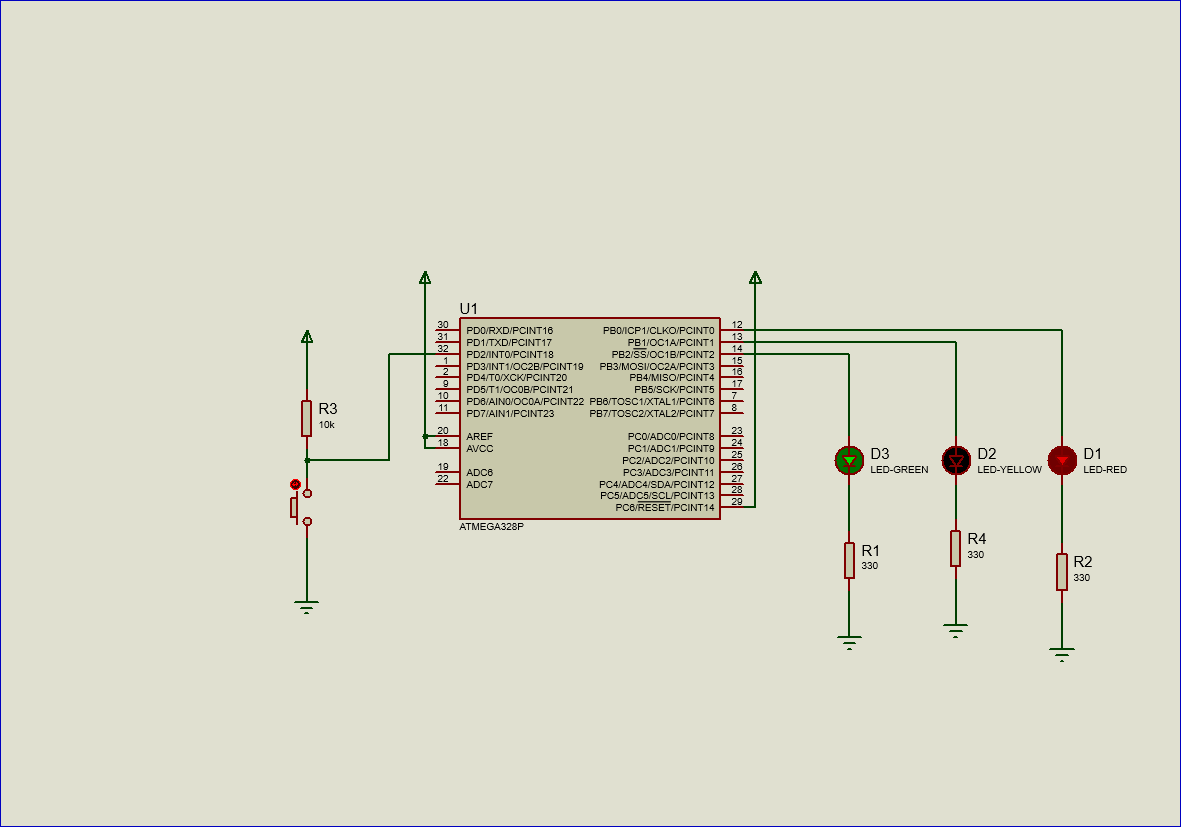 U1
30 PD0/RXD/PCINT16 PB0/ICP1/CLKO/PCINT0 12
31 PD1/TXD/PCINT17 PB1/OC1A/PCINT1 13
32 PD2/INT0/PCINT18 PB2/SS/OC1B/PCINT2 14
1 PD3/INT1/OC2B/PCINT19 PB3/MOSI/OC2A/PCINT3 15
2 PD4/T0/XCK/PCINT20 PB4/MISO/PCINT4 16
9 PD5/T1/OC0B/PCINT21 PB5/SCK/PCINT5 17
10 PD6/AIN0/OC0A/PCINT22 PB6/TOSC1/XTAL1/PCINT6 7
11 PD7/AIN1/PCINT23 PB7/TOSC2/XTAL2/PCINT7 8
20 AREF PC0/ADC0/PCINT8 23
18 AVCC PC1/ADC1/PCINT9 24
PC2/ADC2/PCINT10 25
19 ADC6 PC3/ADC3/PCINT11 26
22 ADC7 PC4/ADC4/SDA/PCINT12 27
PC5/ADC5/SCL/PCINT13 28
PC6/RESET/PCINT14 29
ATMEGA328P
R3
10k
D3
LED-GREEN
D2
LED-YELLOW
D1
LED-RED
R1
330
R4
330
R2
330